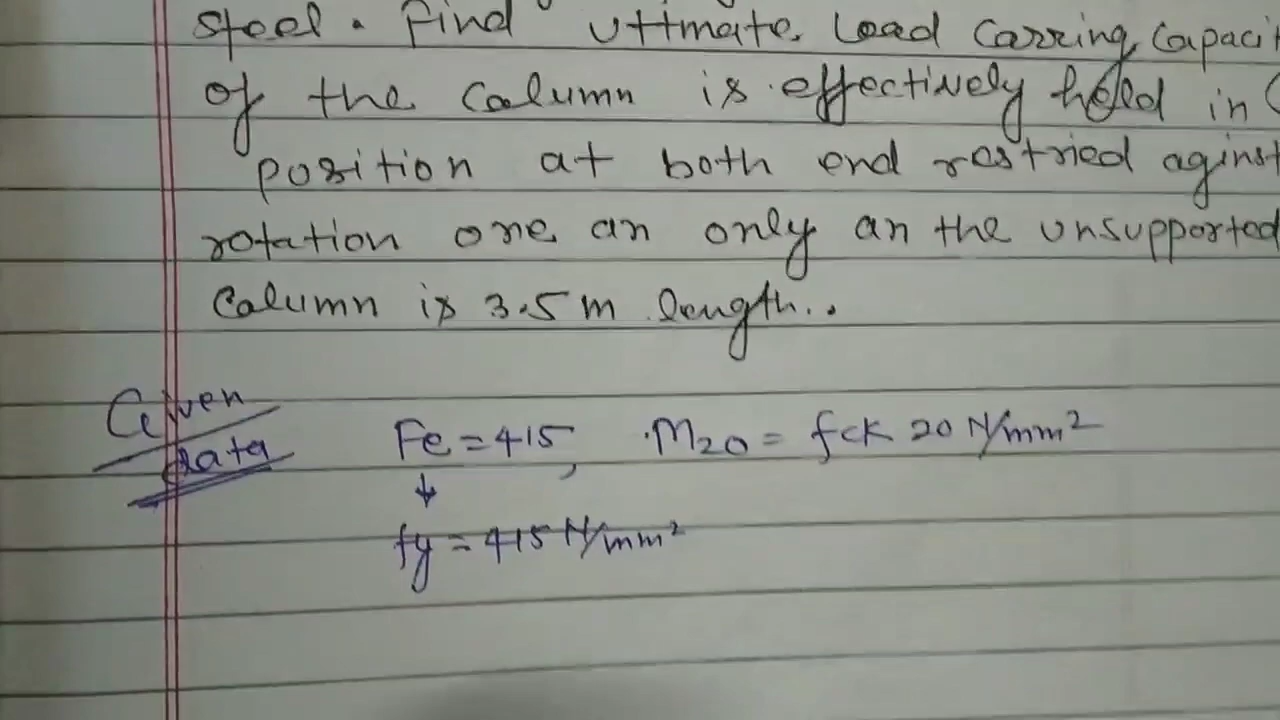 steel. Find uttmate. Load Carring Capacit
of the Column is effectively held in
position at both end restried aginst
rotation one an only an the unsupported
Column is 3.5 m length..
Given
data
Fe = 415, M20 = fck 20 N/mm²
↓
fy = 415 N/mm²